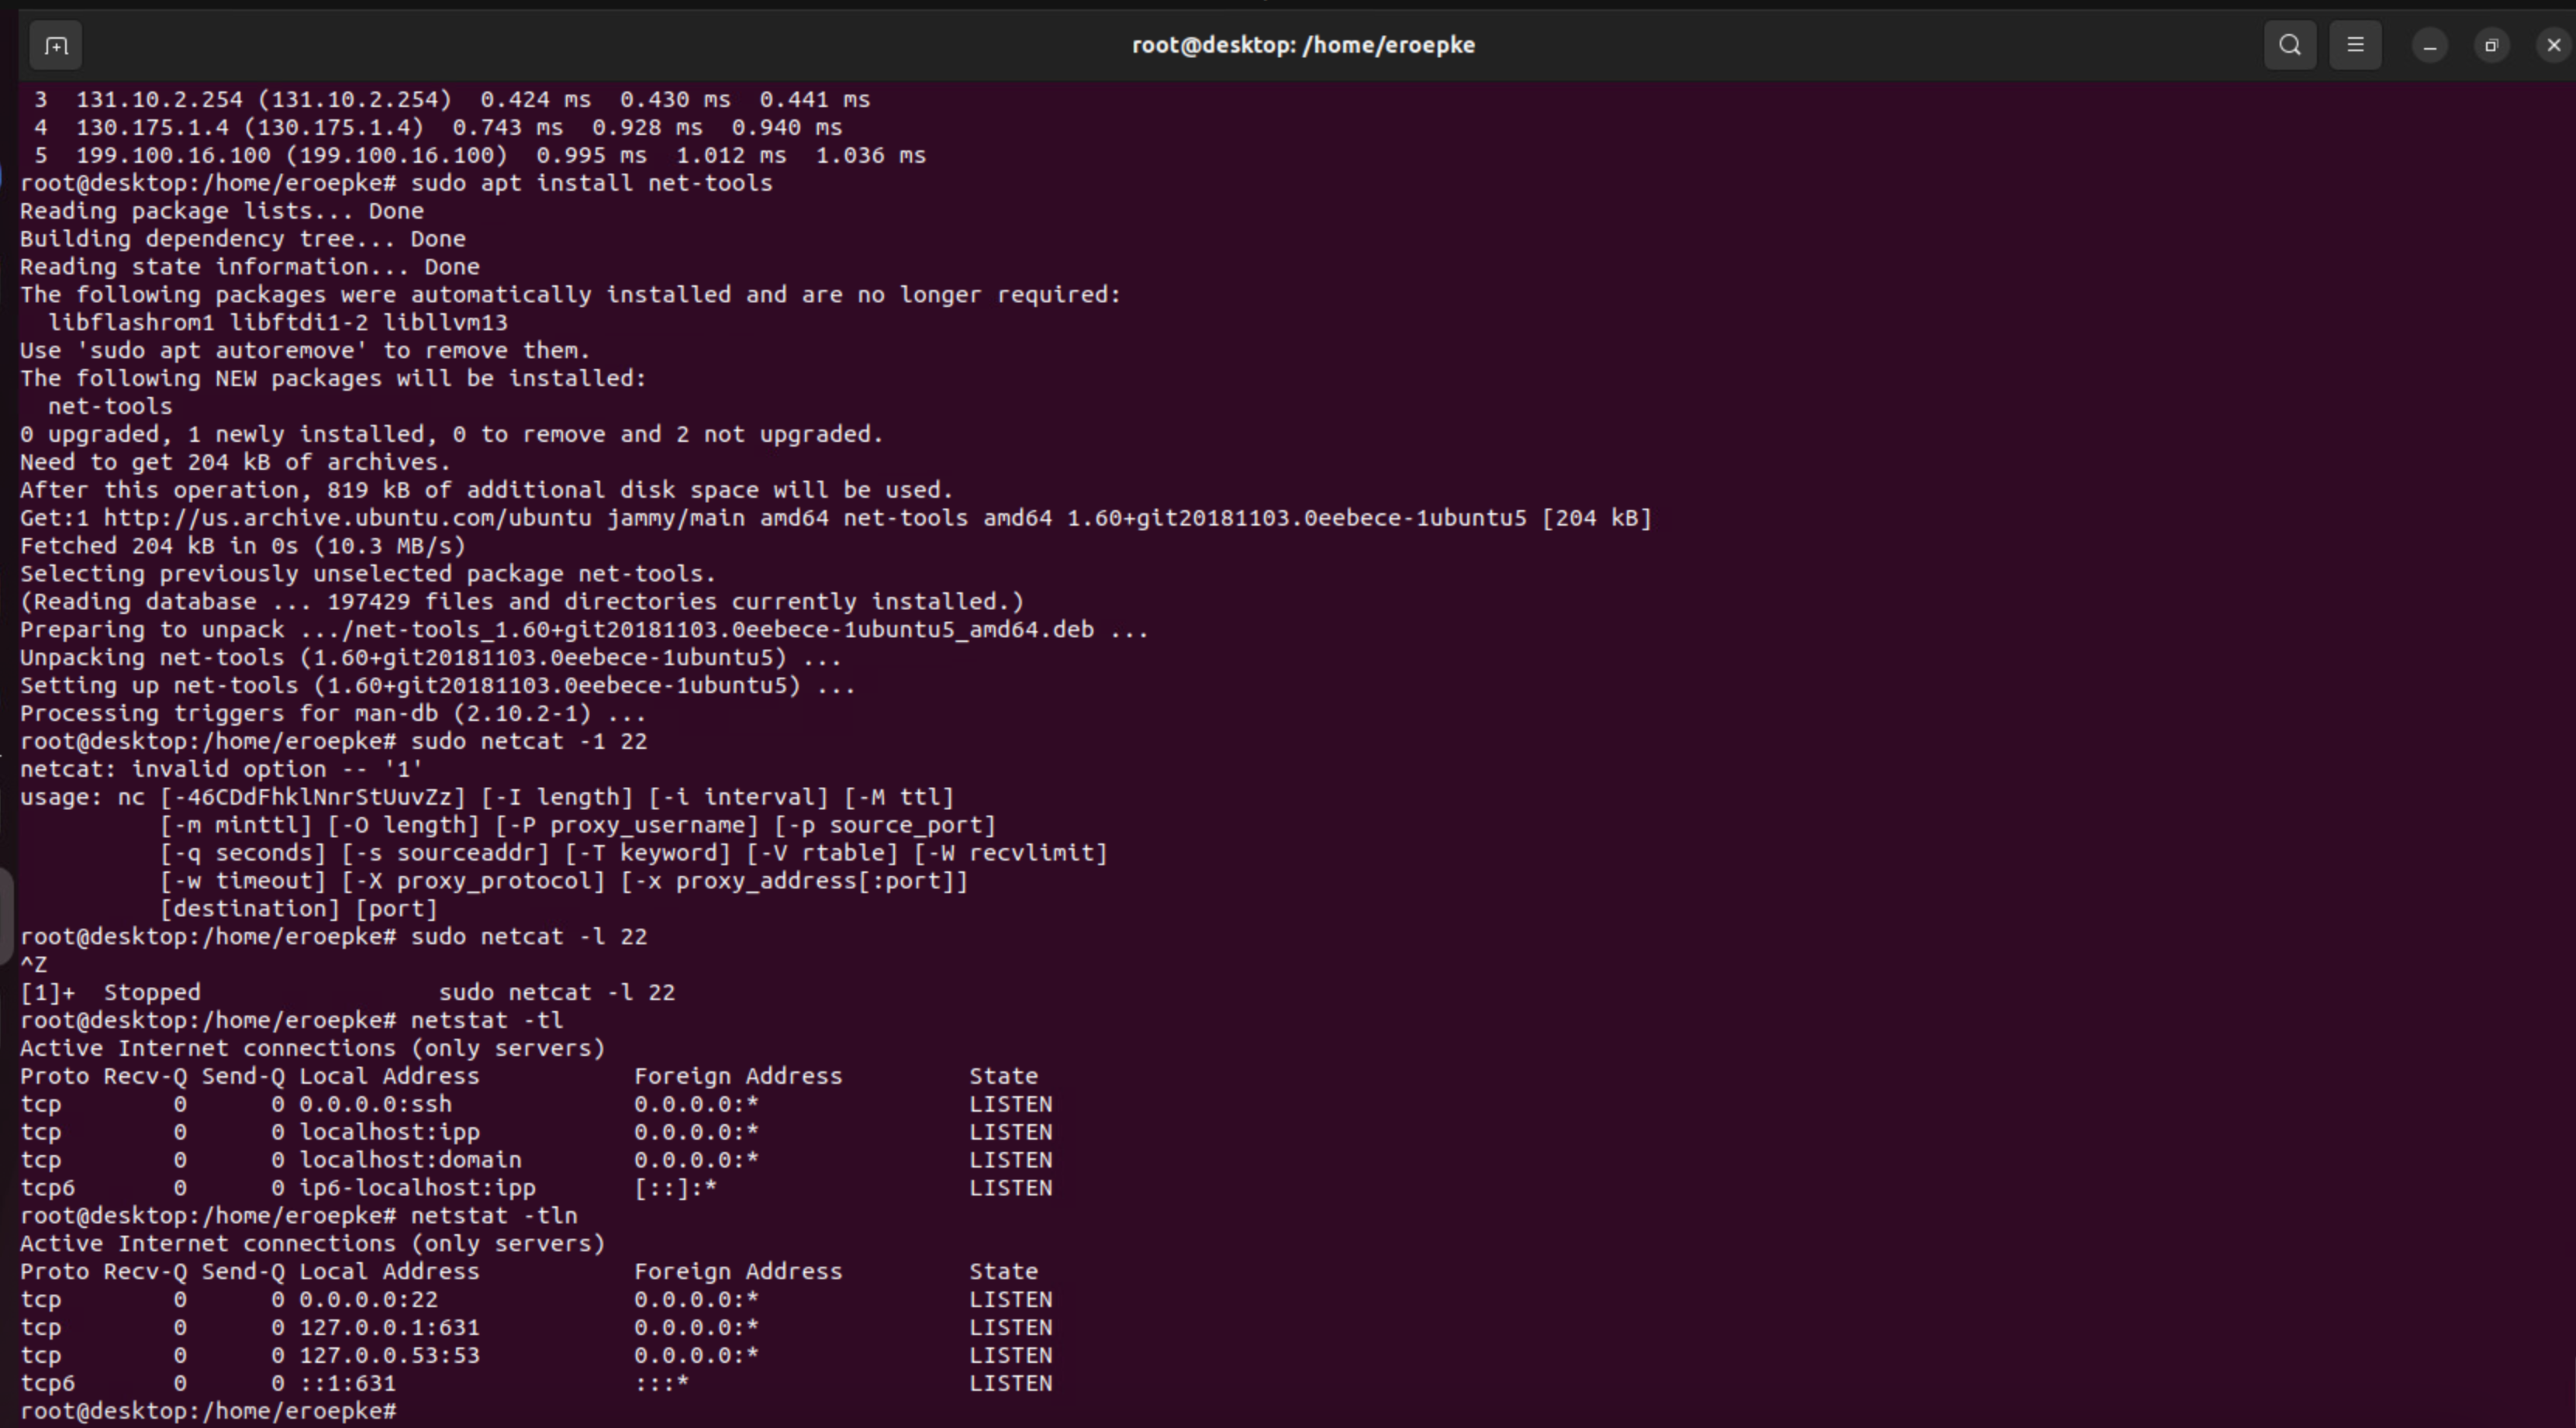 root@desktop: /home/eroepke
 3  131.10.2.254 (131.10.2.254)  0.424 ms  0.430 ms  0.441 ms
 4  130.175.1.4 (130.175.1.4)  0.743 ms  0.928 ms  0.940 ms
 5  199.100.16.100 (199.100.16.100)  0.995 ms  1.012 ms  1.036 ms
root@desktop:/home/eroepke# sudo apt install net-tools
Reading package lists... Done
Building dependency tree... Done
Reading state information... Done
The following packages were automatically installed and are no longer required:
  libflashrom1 libftdi1-2 libllvm13
Use 'sudo apt autoremove' to remove them.
The following NEW packages will be installed:
  net-tools
0 upgraded, 1 newly installed, 0 to remove and 2 not upgraded.
Need to get 204 kB of archives.
After this operation, 819 kB of additional disk space will be used.
Get:1 http://us.archive.ubuntu.com/ubuntu jammy/main amd64 net-tools amd64 1.60+git20181103.0eebece-1ubuntu5 [204 kB]
Fetched 204 kB in 0s (10.3 MB/s)
Selecting previously unselected package net-tools.
(Reading database ... 197429 files and directories currently installed.)
Preparing to unpack .../net-tools_1.60+git20181103.0eebece-1ubuntu5_amd64.deb ...
Unpacking net-tools (1.60+git20181103.0eebece-1ubuntu5) ...
Setting up net-tools (1.60+git20181103.0eebece-1ubuntu5) ...
Processing triggers for man-db (2.10.2-1) ...
root@desktop:/home/eroepke# sudo netcat -1 22
netcat: invalid option -- '1'
usage: nc [-46CDdFhklNnrStUuvZz] [-I length] [-i interval] [-M ttl]
          [-m minttl] [-O length] [-P proxy_username] [-p source_port]
          [-q seconds] [-s sourceaddr] [-T keyword] [-V rtable] [-W recvlimit]
          [-w timeout] [-X proxy_protocol] [-x proxy_address[:port]]
          [destination] [port]
root@desktop:/home/eroepke# sudo netcat -l 22
^Z
[1]+  Stopped                 sudo netcat -l 22
root@desktop:/home/eroepke# netstat -tl
Active Internet connections (only servers)
Proto Recv-Q Send-Q Local Address           Foreign Address         State
tcp        0      0 0.0.0.0:ssh             0.0.0.0:*               LISTEN
tcp        0      0 localhost:ipp           0.0.0.0:*               LISTEN
tcp        0      0 localhost:domain        0.0.0.0:*               LISTEN
tcp6       0      0 ip6-localhost:ipp       [::]:*                  LISTEN
root@desktop:/home/eroepke# netstat -tln
Active Internet connections (only servers)
Proto Recv-Q Send-Q Local Address           Foreign Address         State
tcp        0      0 0.0.0.0:22              0.0.0.0:*               LISTEN
tcp        0      0 127.0.0.1:631           0.0.0.0:*               LISTEN
tcp        0      0 127.0.0.53:53           0.0.0.0:*               LISTEN
tcp6       0      0 ::1:631                 :::*                    LISTEN
root@desktop:/home/eroepke#